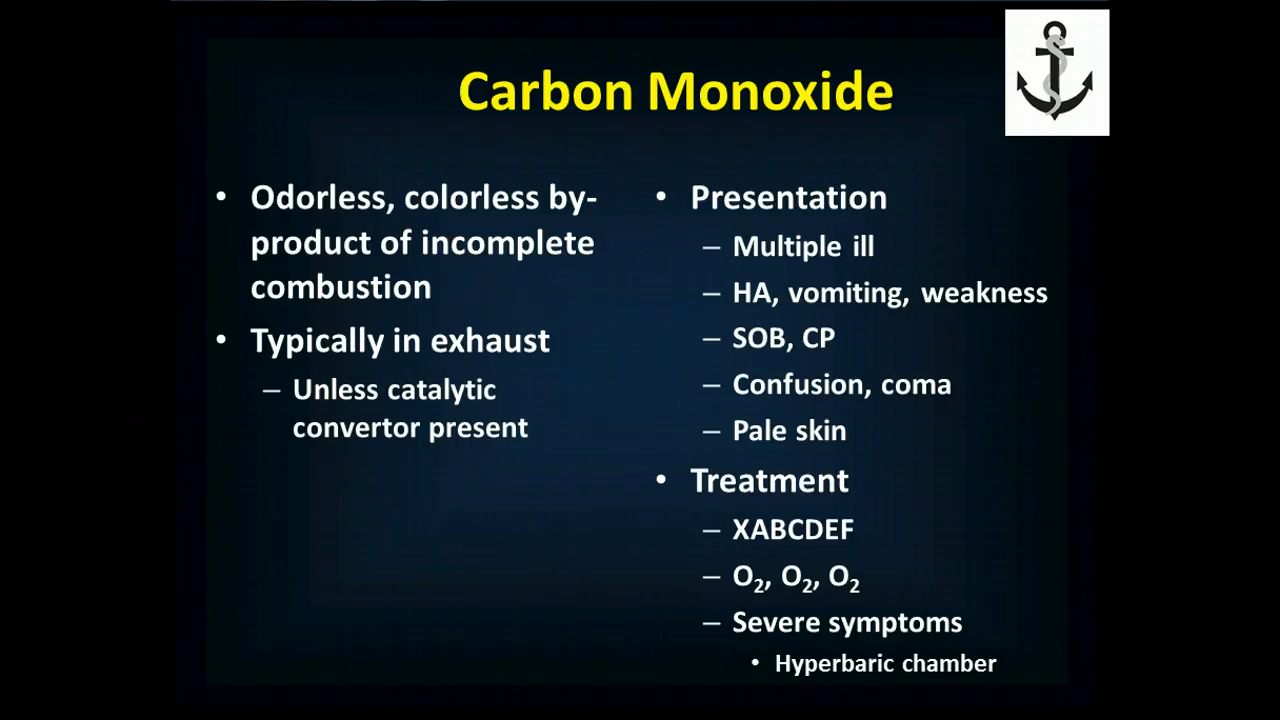 Carbon Monoxide
• Odorless, colorless by-
product of incomplete
combustion
• Typically in exhaust
– Unless catalytic
convertor present
• Presentation
– Multiple ill
– HA, vomiting, weakness
– SOB, CP
– Confusion, coma
– Pale skin
• Treatment
– XABCDEF
– O₂, O₂, O₂
– Severe symptoms
• Hyperbaric chamber